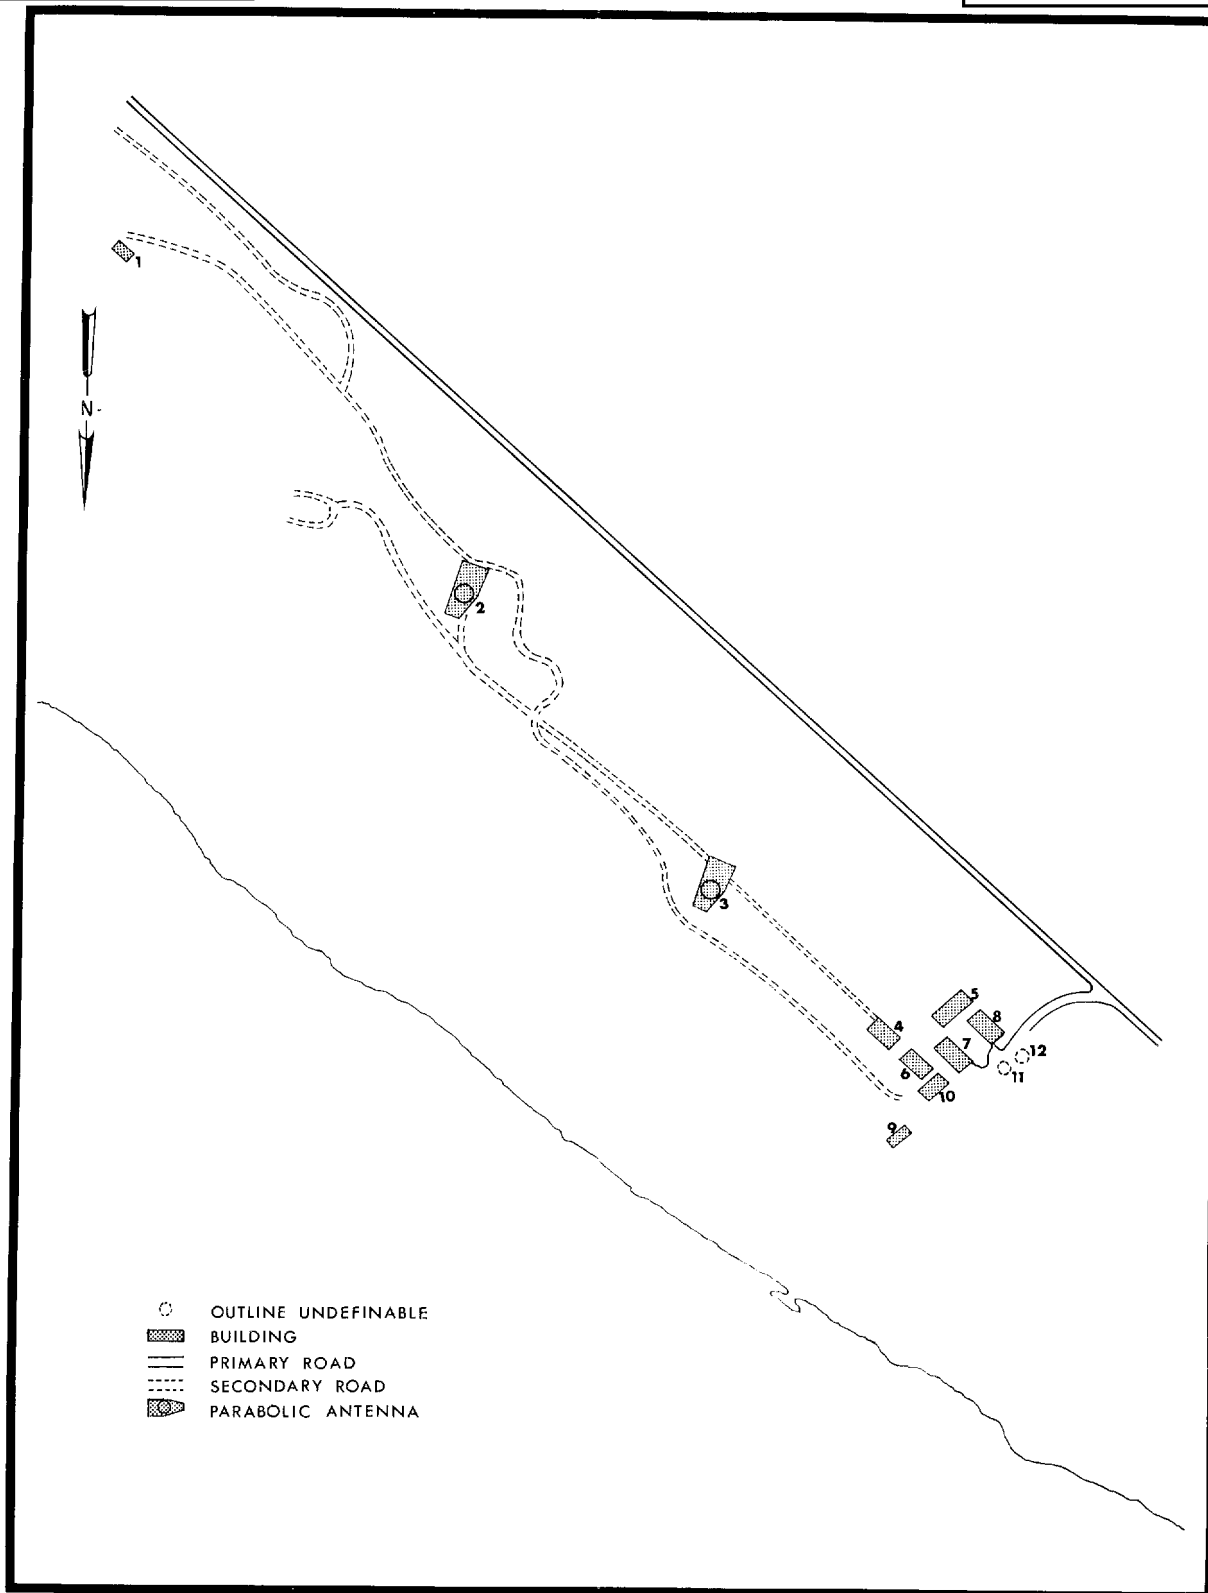 1
N
2
3
5
8
4
7
12
6
11
10
9
OUTLINE UNDEFINABLE
BUILDING
PRIMARY ROAD
SECONDARY ROAD
PARABOLIC ANTENNA